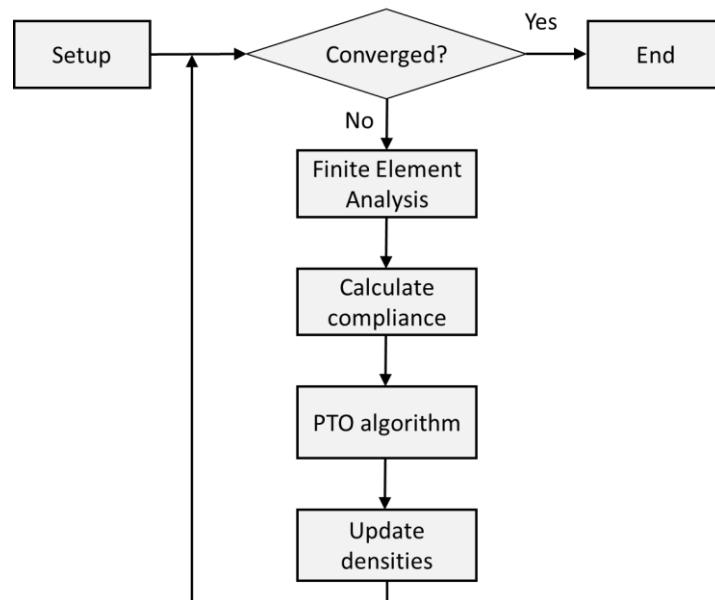 Setup
Converged?
Yes
End
No
Finite Element
Analysis
Calculate
compliance
PTO algorithm
Update
densities